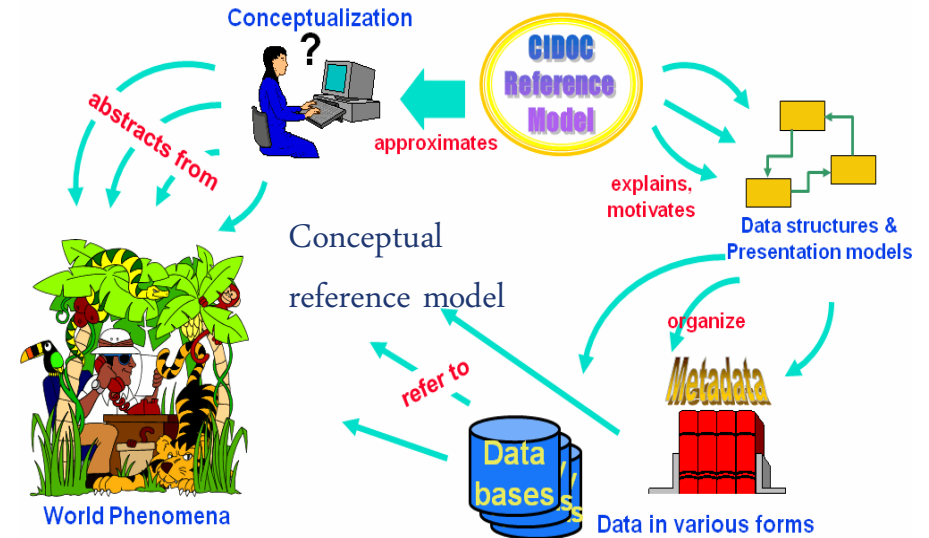 Conceptualization
?
CIDOC
Reference
Model
abstracts from
approximates
explains,
motivates
Conceptual
reference model
Data structures &
Presentation models
organize
Metadata
refer to
Data
bases
World Phenomena
Data in various forms